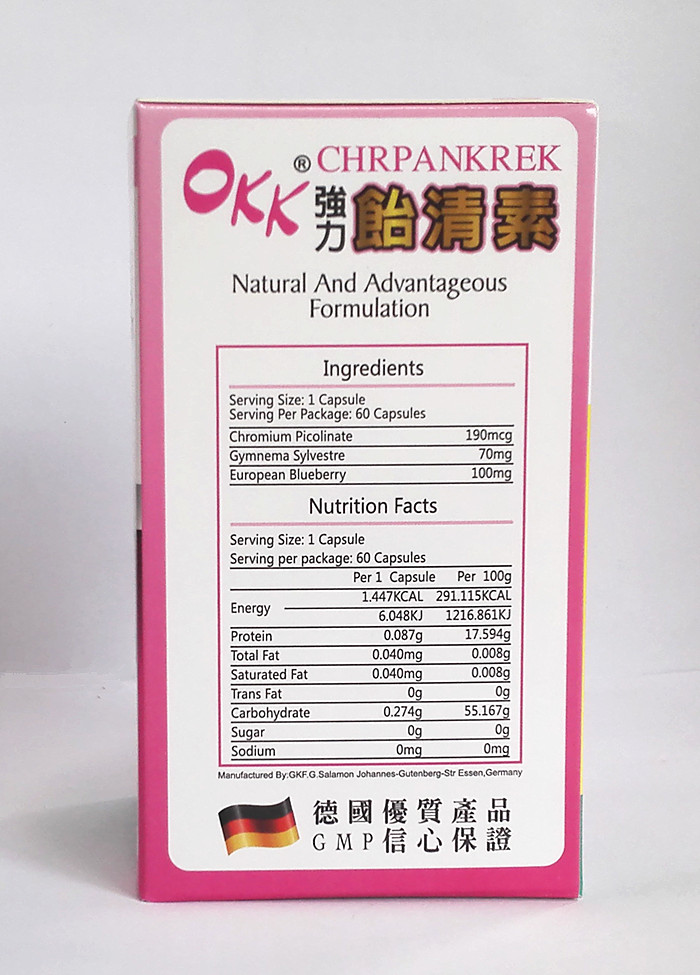 OKK® CHRPANKREK
強力飴清素
Natural And Advantageous
Formulation
Ingredients
Serving Size: 1 Capsule
Serving Per Package: 60 Capsules
Chromium Picolinate 190mcg
Gymnema Sylvestre 70mg
European Blueberry 100mg
Nutrition Facts
Serving Size: 1 Capsule
Serving per package: 60 Capsules
Per 1 Capsule Per 100g
Energy 1.447KCAL 291.115KCAL
6.048KJ 1216.861KJ
Protein 0.087g 17.594g
Total Fat 0.040mg 0.008g
Saturated Fat 0.040mg 0.008g
Trans Fat 0g 0g
Carbohydrate 0.274g 55.167g
Sugar 0g 0g
Sodium 0mg 0mg
Manufactured By:GKF.G.Salamon Johannes-Gutenberg-Str Essen,Germany
德國優質產品
GMP信心保證